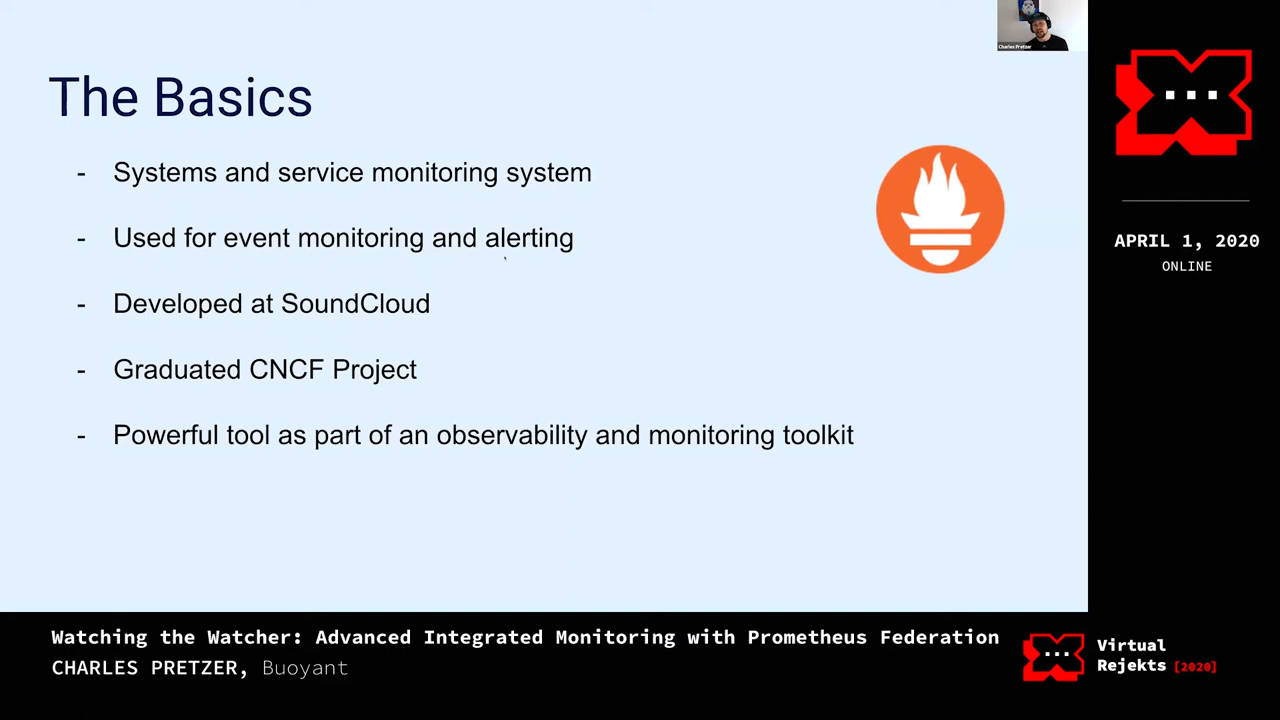 The Basics
- Systems and service monitoring system
- Used for event monitoring and alerting
- Developed at SoundCloud
- Graduated CNCF Project
- Powerful tool as part of an observability and monitoring toolkit
Charles Pretzer
APRIL 1, 2020
ONLINE
Watching the Watcher: Advanced Integrated Monitoring with Prometheus Federation
CHARLES PRETZER, Buoyant
Virtual
Rejekts [2020]